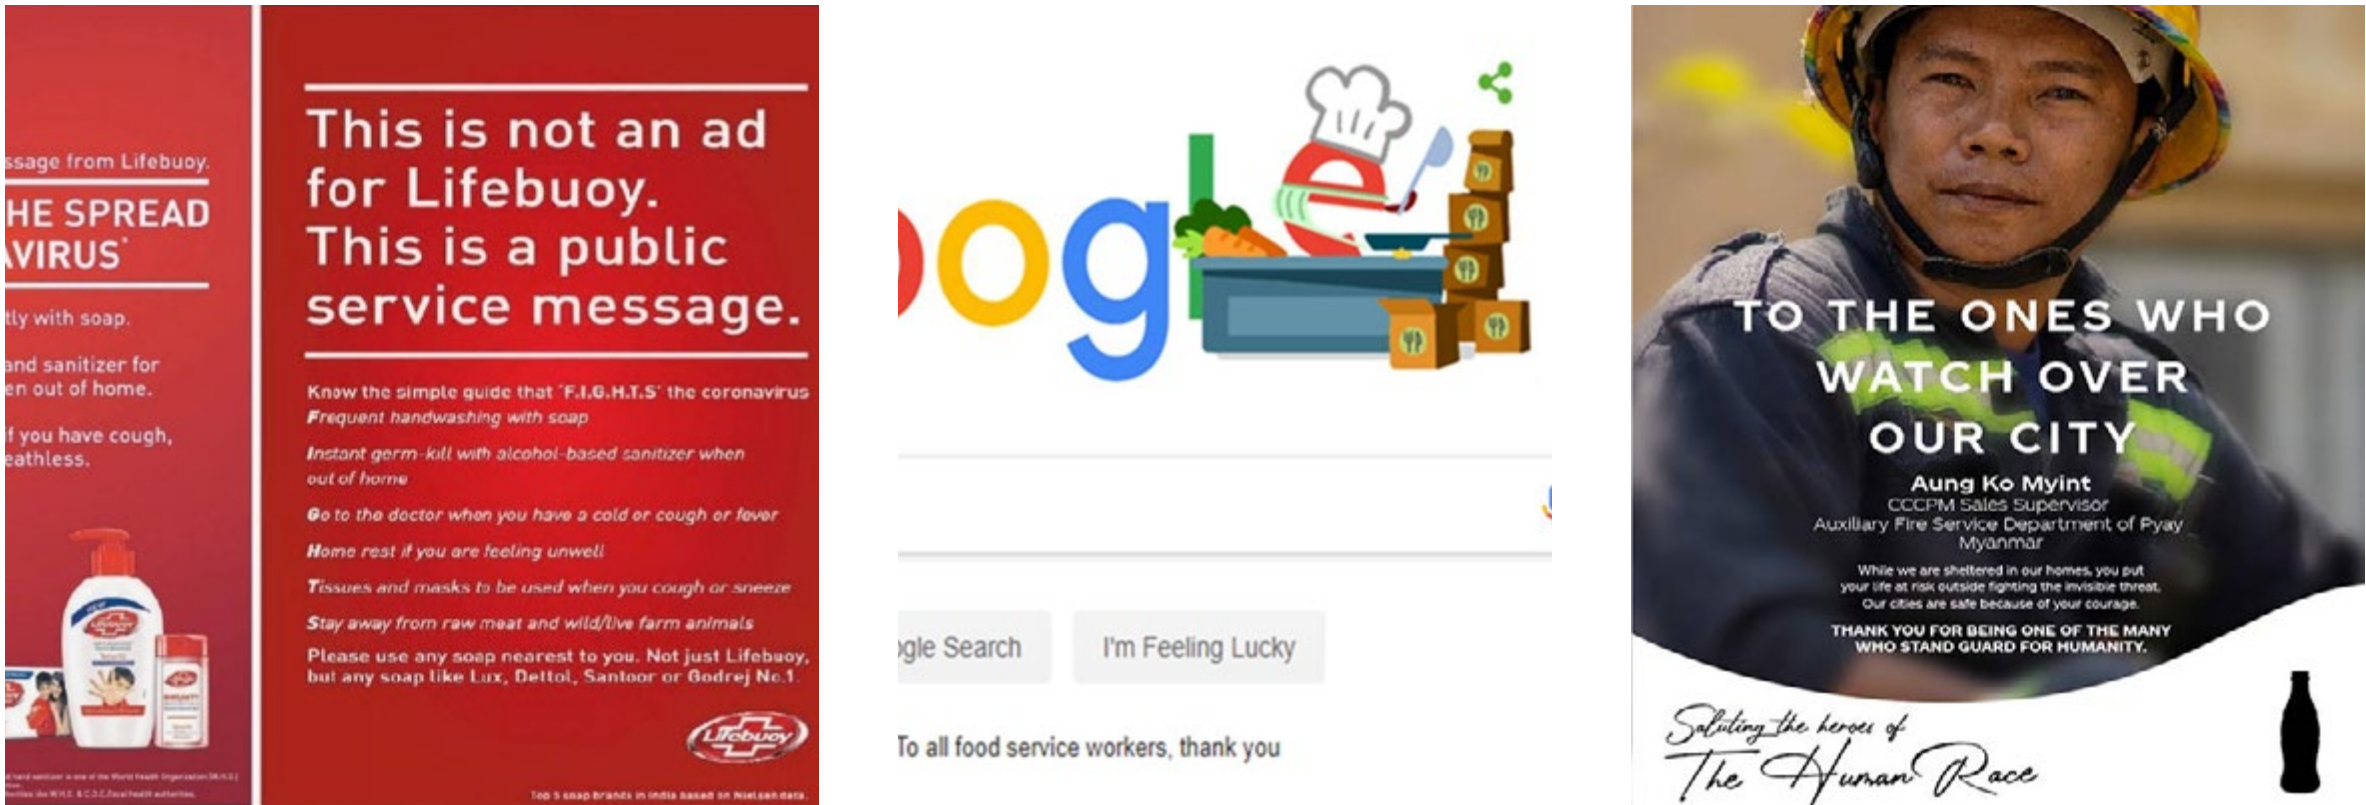 ssage from Lifebuoy.
HE SPREAD
AVIRUS*
tly with soap.
and sanitizer for
en out of home.
if you have cough,
eathless.
This is not an ad
for Lifebuoy.
This is a public
service message.
Know the simple guide that 'F.I.G.H.T.S' the coronavirus
Frequent handwashing with soap
Instant germ-kill with alcohol-based sanitizer when
out of home
Go to the doctor when you have a cold or cough or fever
Home rest if you are feeling unwell
Tissues and masks to be used when you cough or sneeze
Stay away from raw meat and wild/live farm animals
Please use any soap nearest to you. Not just Lifebuoy,
but any soap like Lux, Dettol, Santoor or Godrej No.1.
Lifebuoy
Top 5 soap brands in India based on Nielsen data.
oogle
ogle Search
I'm Feeling Lucky
To all food service workers, thank you
TO THE ONES WHO
WATCH OVER
OUR CITY
Aung Ko Myint
CCCPM Sales Supervisor
Auxiliary Fire Service Department of Pyay
Myanmar
While we are sheltered in our homes, you put
your life at risk outside fighting the invisible threat.
Our cities are safe because of your courage.
THANK YOU FOR BEING ONE OF THE MANY
WHO STAND GUARD FOR HUMANITY.
Saluting the heroes of
The Human Race